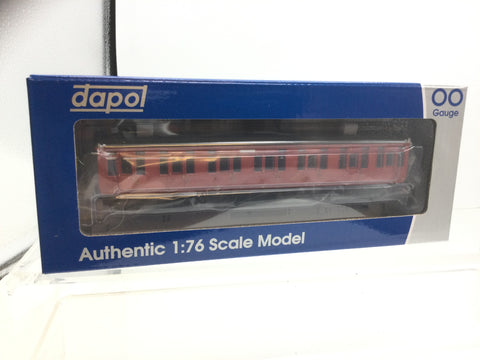 dapol
OO
Gauge
Authentic 1:76 Scale Model